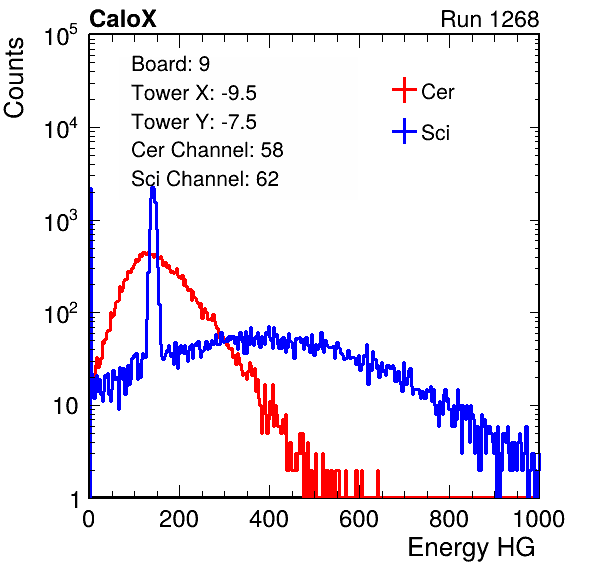 CaloX Run 1268
Counts
Board: 9
Tower X: -9.5
Tower Y: -7.5
Cer Channel: 58
Sci Channel: 62
Cer
Sci
10^5
10^4
10^3
10^2
10
1
0 200 400 600 800 1000
Energy HG